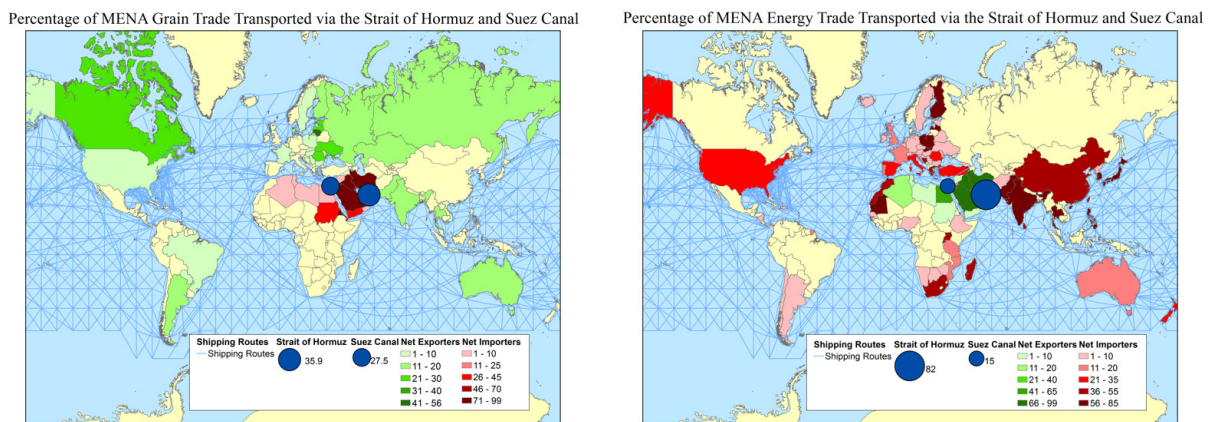 Percentage of MENA Grain Trade Transported via the Strait of Hormuz and Suez Canal
Shipping Routes Strait of Hormuz Suez Canal Net Exporters Net Importers
Shipping Routes 35.9 27.5 1 - 10 1 - 10
11 - 20 11 - 25
21 - 30 26 - 45
31 - 40 46 - 70
41 - 56 71 - 99
Percentage of MENA Energy Trade Transported via the Strait of Hormuz and Suez Canal
Shipping Routes Strait of Hormuz Suez Canal Net Exporters Net Importers
Shipping Routes 82 15 1 - 10 1 - 10
11 - 20 11 - 20
21 - 40 21 - 35
41 - 65 36 - 55
66 - 99 56 - 85